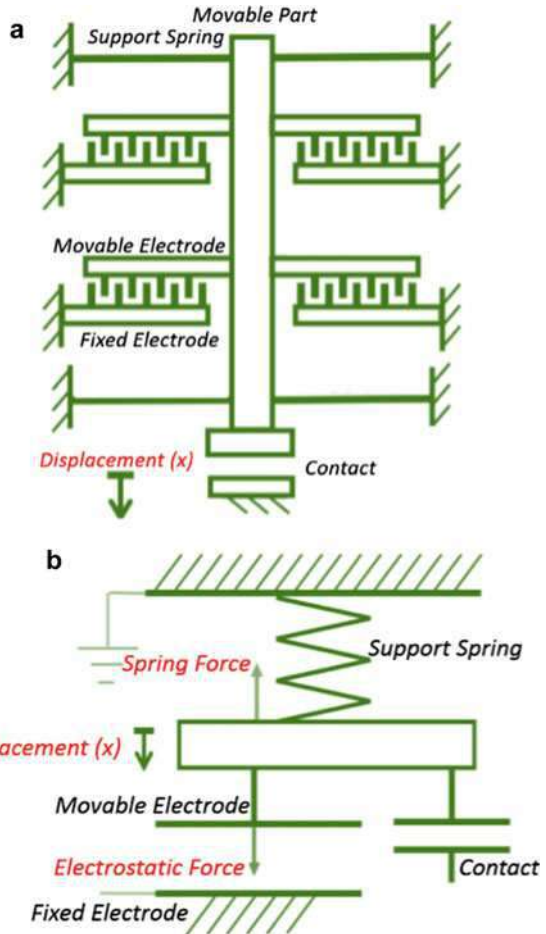 a
Movable Part
Support Spring
Movable Electrode
Fixed Electrode
Displacement (x)
Contact
b
Support Spring
Spring Force
acement (x)
Movable Electrode
Electrostatic Force
Contact
Fixed Electrode